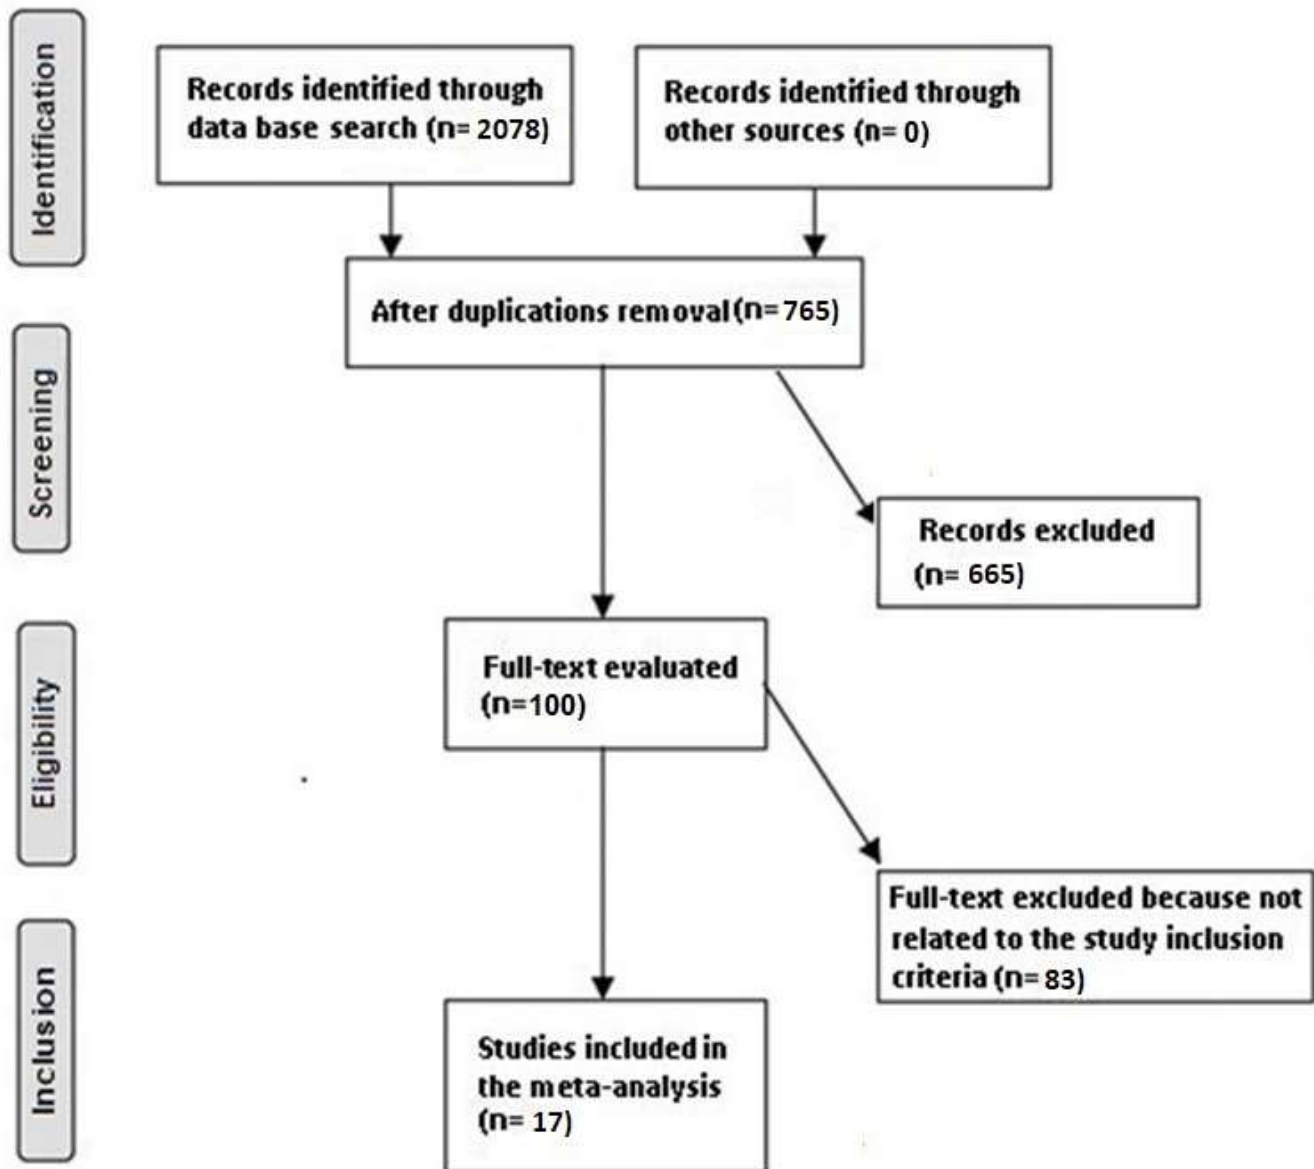 Identification
Records identified through
data base search (n= 2078)
Records identified through
other sources (n= 0)
After duplications removal(n=765)
Screening
Records excluded
(n= 665)
Eligibility
Full-text evaluated
(n=100)
Full-text excluded because not
related to the study inclusion
criteria (n= 83)
Inclusion
Studies included in
the meta-analysis
(n= 17)